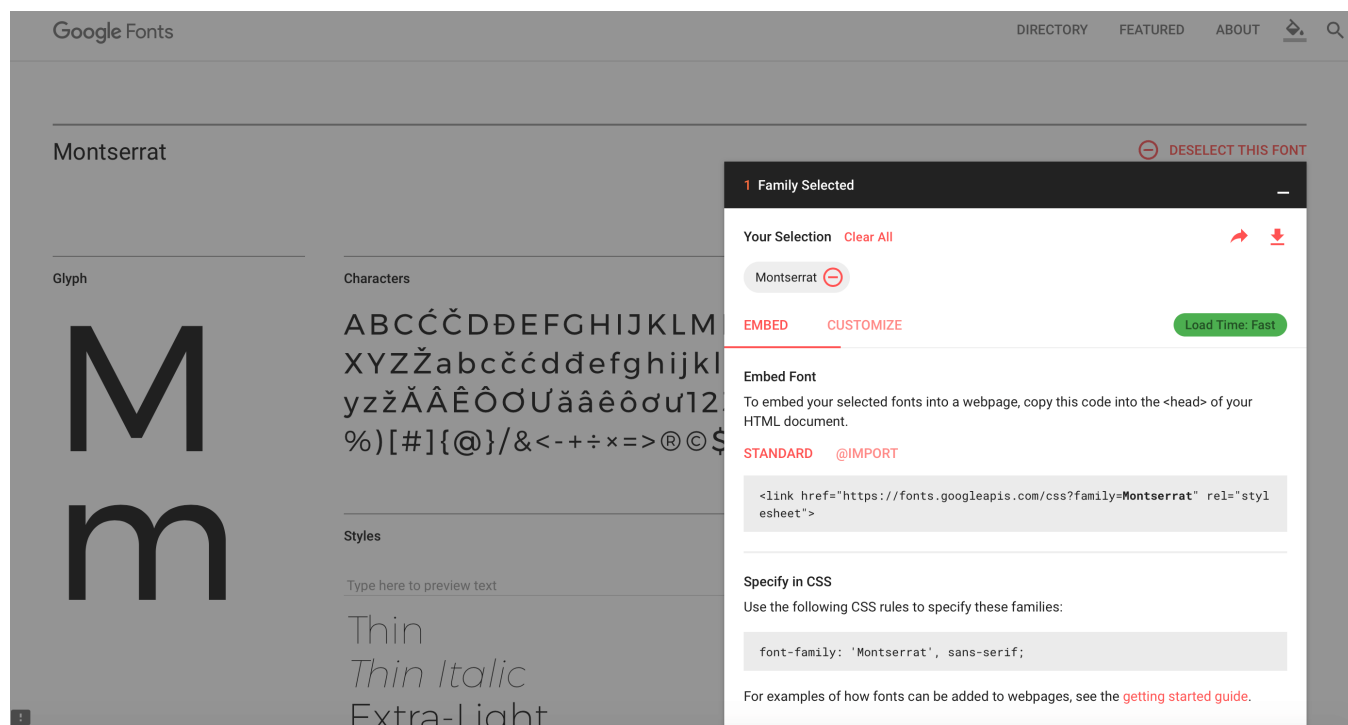 Google Fonts
DIRECTORY FEATURED ABOUT
Montserrat
DESELECT THIS FONT
1 Family Selected
Your Selection Clear All
Montserrat
EMBED CUSTOMIZE
Load Time: Fast
Embed Font
To embed your selected fonts into a webpage, copy this code into the <head> of your
HTML document.
STANDARD @IMPORT
<link href="https://fonts.googleapis.com/css?family=Montserrat" rel="styl
esheet">
Specify in CSS
Use the following CSS rules to specify these families:
font-family: 'Montserrat', sans-serif;
For examples of how fonts can be added to webpages, see the getting started guide.
Glyph
M
m
Characters
ABCĆČDĐEFGHIJKLM
XYZŽabcčćdđefghijkl
yzžĂÂÊÔƠƯăâêôơư12
%)[#]{@}/&<-+÷×=>®©$
Styles
Type here to preview text
Thin
Thin Italic
Extra-Light